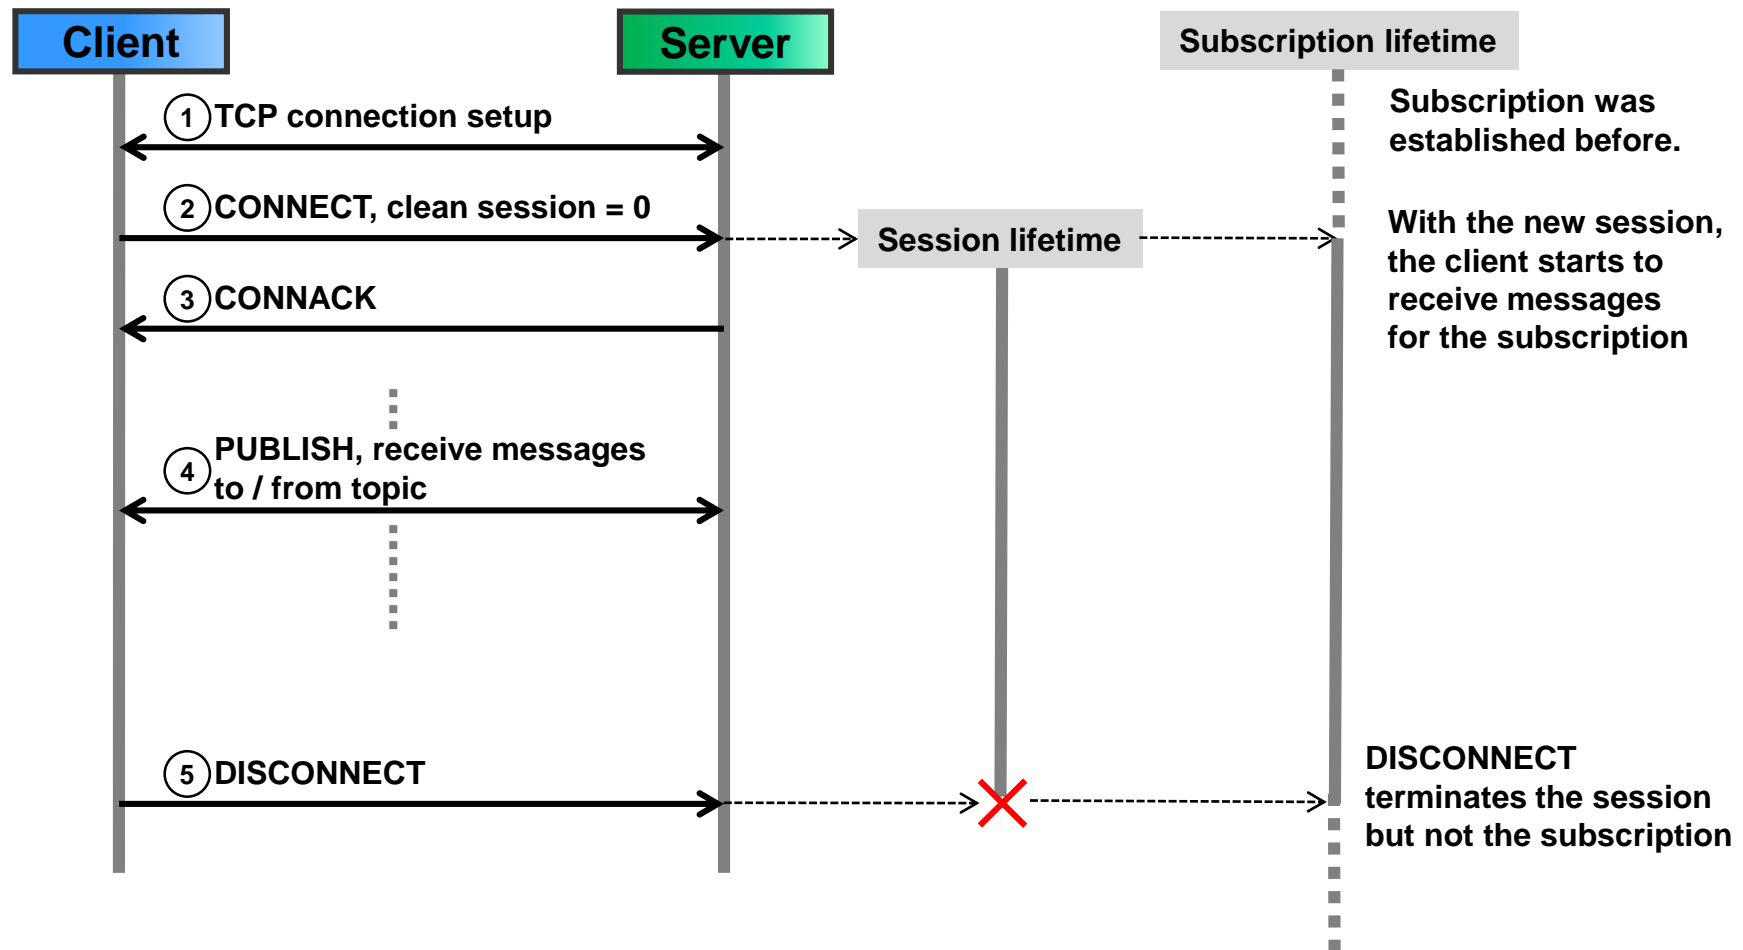 Client
Server
Subscription lifetime
1 TCP connection setup
Subscription was
established before.
2 CONNECT, clean session = 0
Session lifetime
With the new session,
the client starts to
receive messages
for the subscription
3 CONNACK
4 PUBLISH, receive messages
to / from topic
5 DISCONNECT
DISCONNECT
terminates the session
but not the subscription